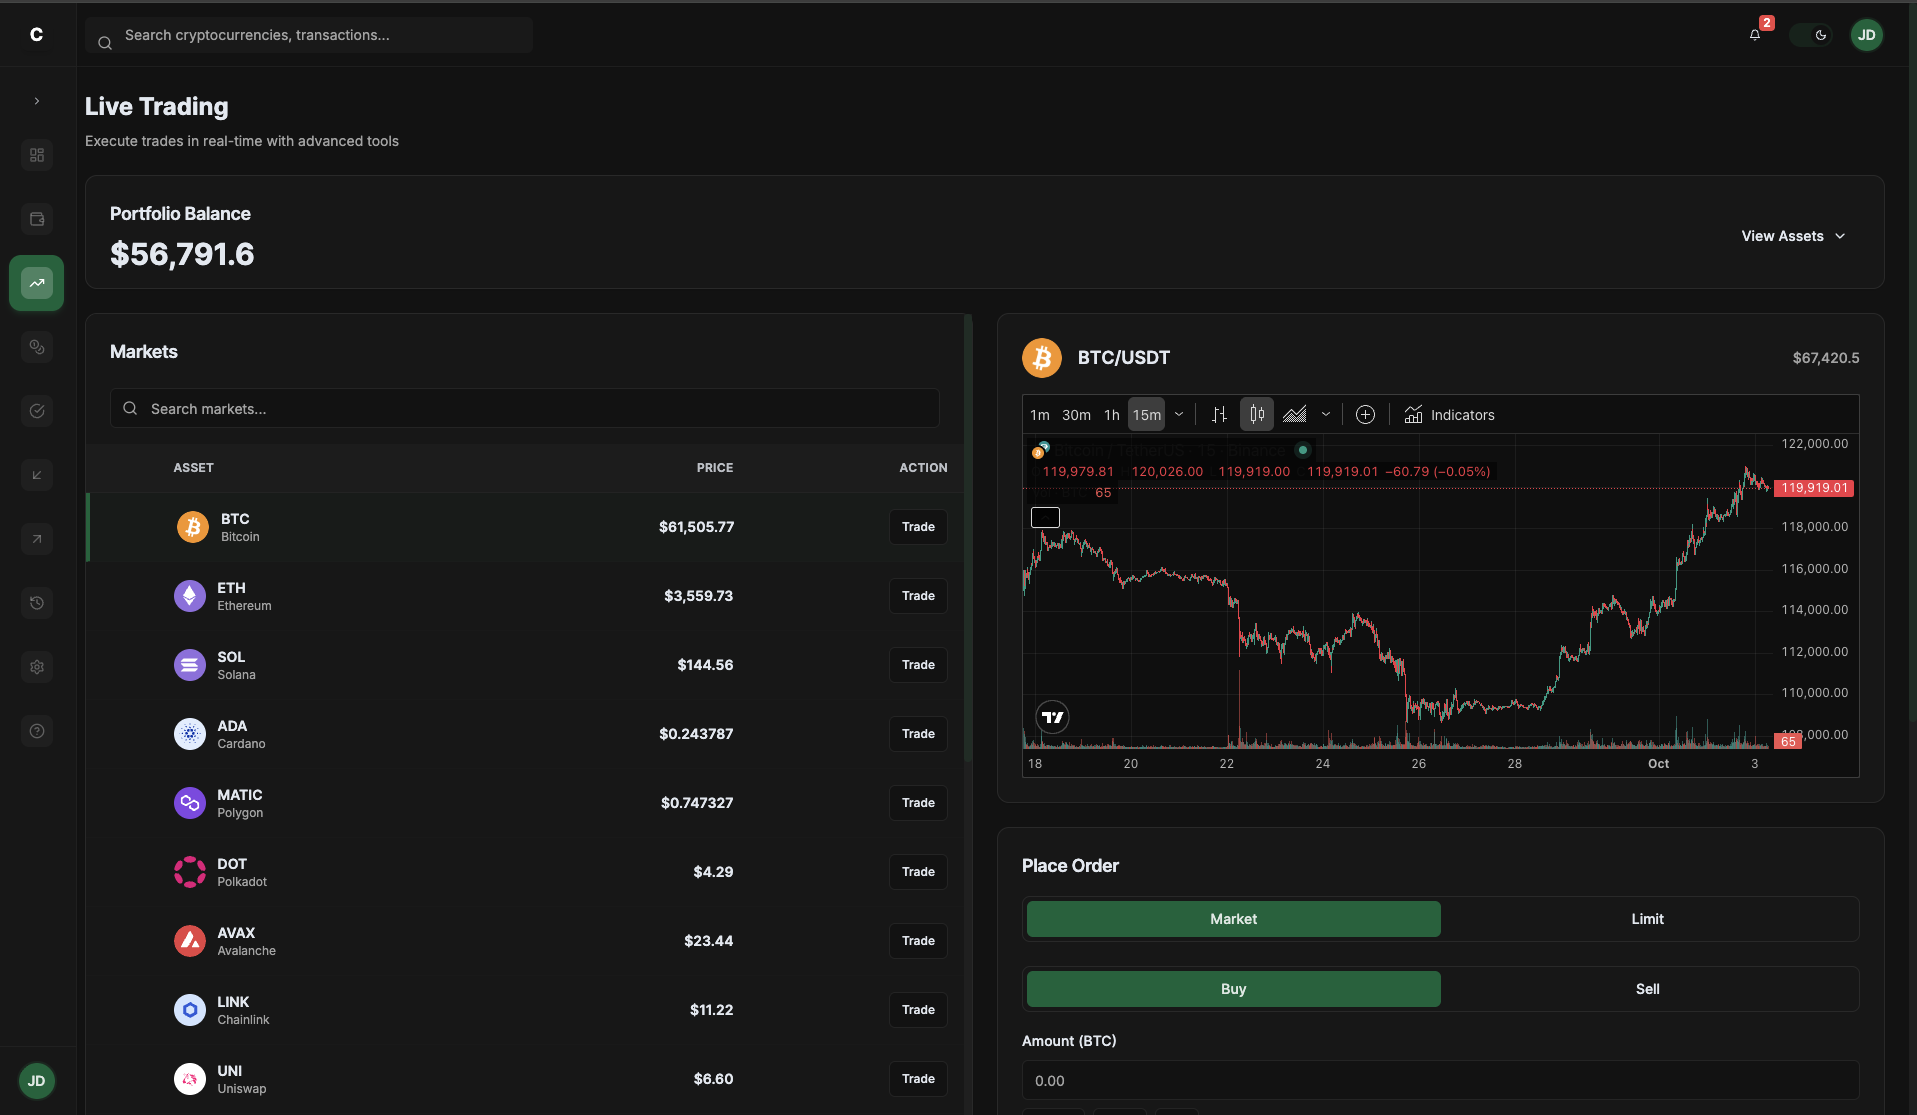 C
Search cryptocurrencies, transactions...
2
JD
Live Trading
Execute trades in real-time with advanced tools
Portfolio Balance
$56,791.6
View Assets
Markets
Search markets...
ASSET PRICE ACTION
BTC
Bitcoin
$61,505.77
Trade
ETH
Ethereum
$3,559.73
Trade
SOL
Solana
$144.56
Trade
ADA
Cardano
$0.243787
Trade
MATIC
Polygon
$0.747327
Trade
DOT
Polkadot
$4.29
Trade
AVAX
Avalanche
$23.44
Trade
LINK
Chainlink
$11.22
Trade
UNI
Uniswap
$6.60
Trade
JD
BTC/USDT
$67,420.5
1m 30m 1h 15m Indicators
Bitcoin / TetherUS · 15 · Binance
119,979.81 120,026.00 119,919.00 119,919.01 −60.79 (−0.05%)
65
122,000.00
119,919.01
118,000.00
116,000.00
114,000.00
112,000.00
110,000.00
65
18 20 22 24 26 28 Oct 3
Place Order
Market Limit
Buy Sell
Amount (BTC)
0.00